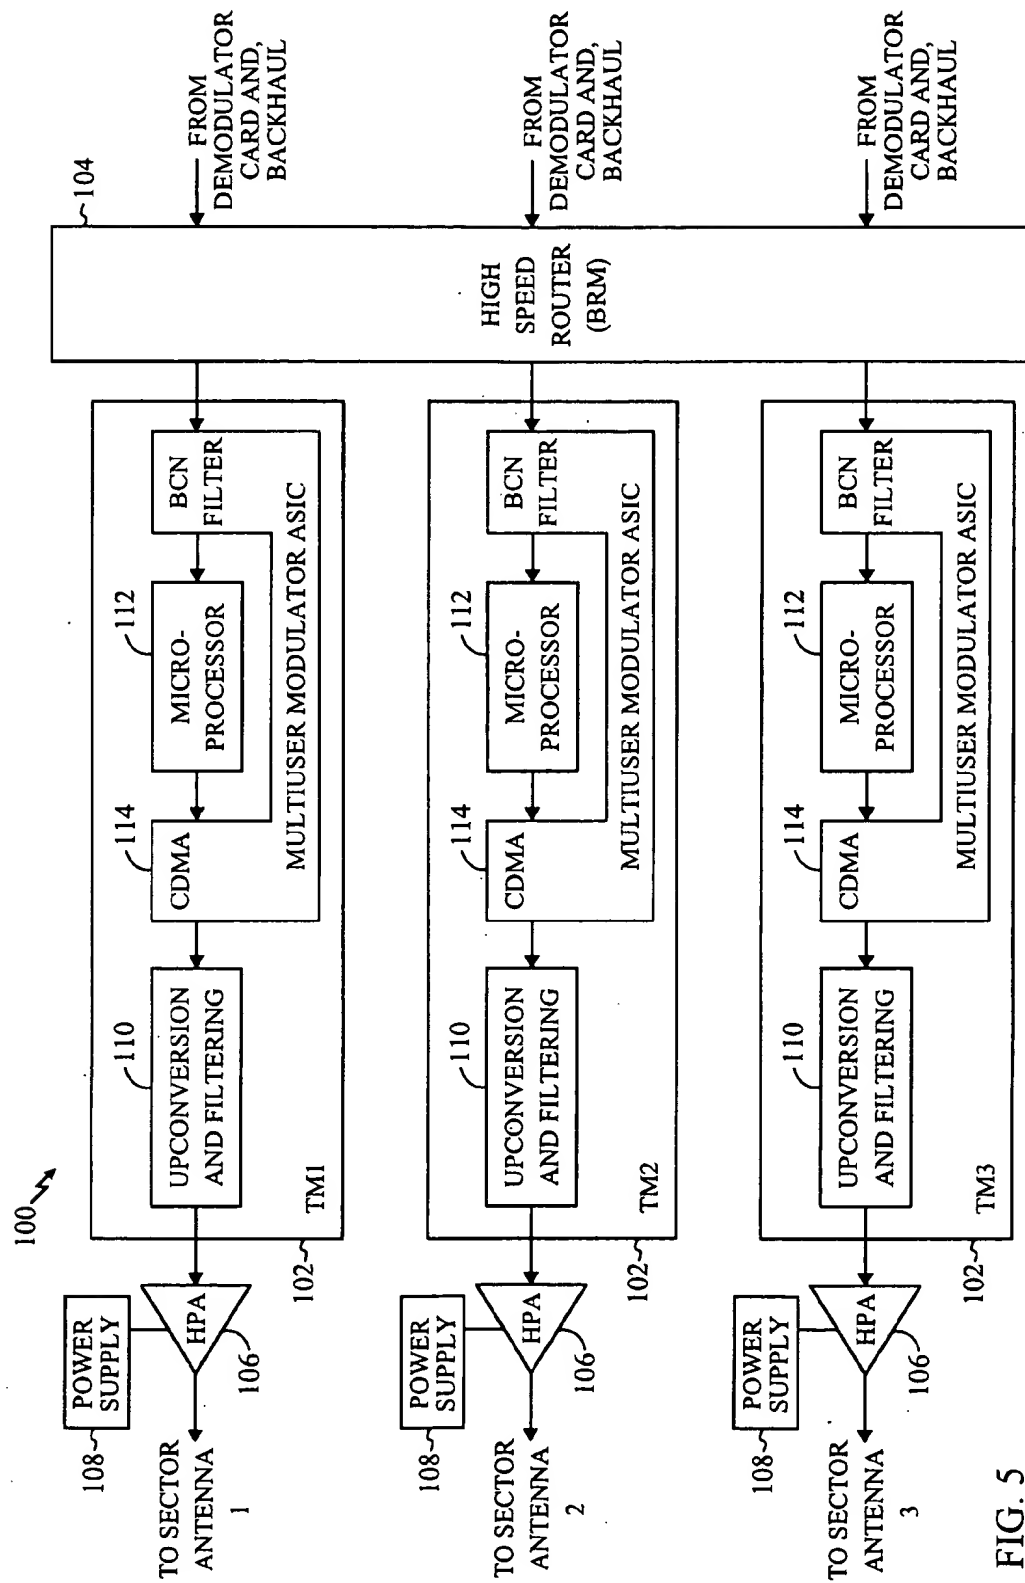 100
108
POWER
SUPPLY
TO SECTOR
ANTENNA
1
HPA
106
102
TM1
110
UPCONVERSION
AND FILTERING
114
CDMA
112
MICRO-
PROCESSOR
BCN
FILTER
MULTIUSER MODULATOR ASIC
104
HIGH
SPEED
ROUTER
(BRM)
FROM
DEMODULATOR
CARD AND,
BACKHAUL
108
POWER
SUPPLY
TO SECTOR
ANTENNA
2
HPA
106
102
TM2
110
UPCONVERSION
AND FILTERING
114
CDMA
112
MICRO-
PROCESSOR
BCN
FILTER
MULTIUSER MODULATOR ASIC
FROM
DEMODULATOR
CARD AND,
BACKHAUL
108
POWER
SUPPLY
TO SECTOR
ANTENNA
3
HPA
106
102
TM3
110
UPCONVERSION
AND FILTERING
114
CDMA
112
MICRO-
PROCESSOR
BCN
FILTER
MULTIUSER MODULATOR ASIC
FROM
DEMODULATOR
CARD AND,
BACKHAUL
FIG. 5